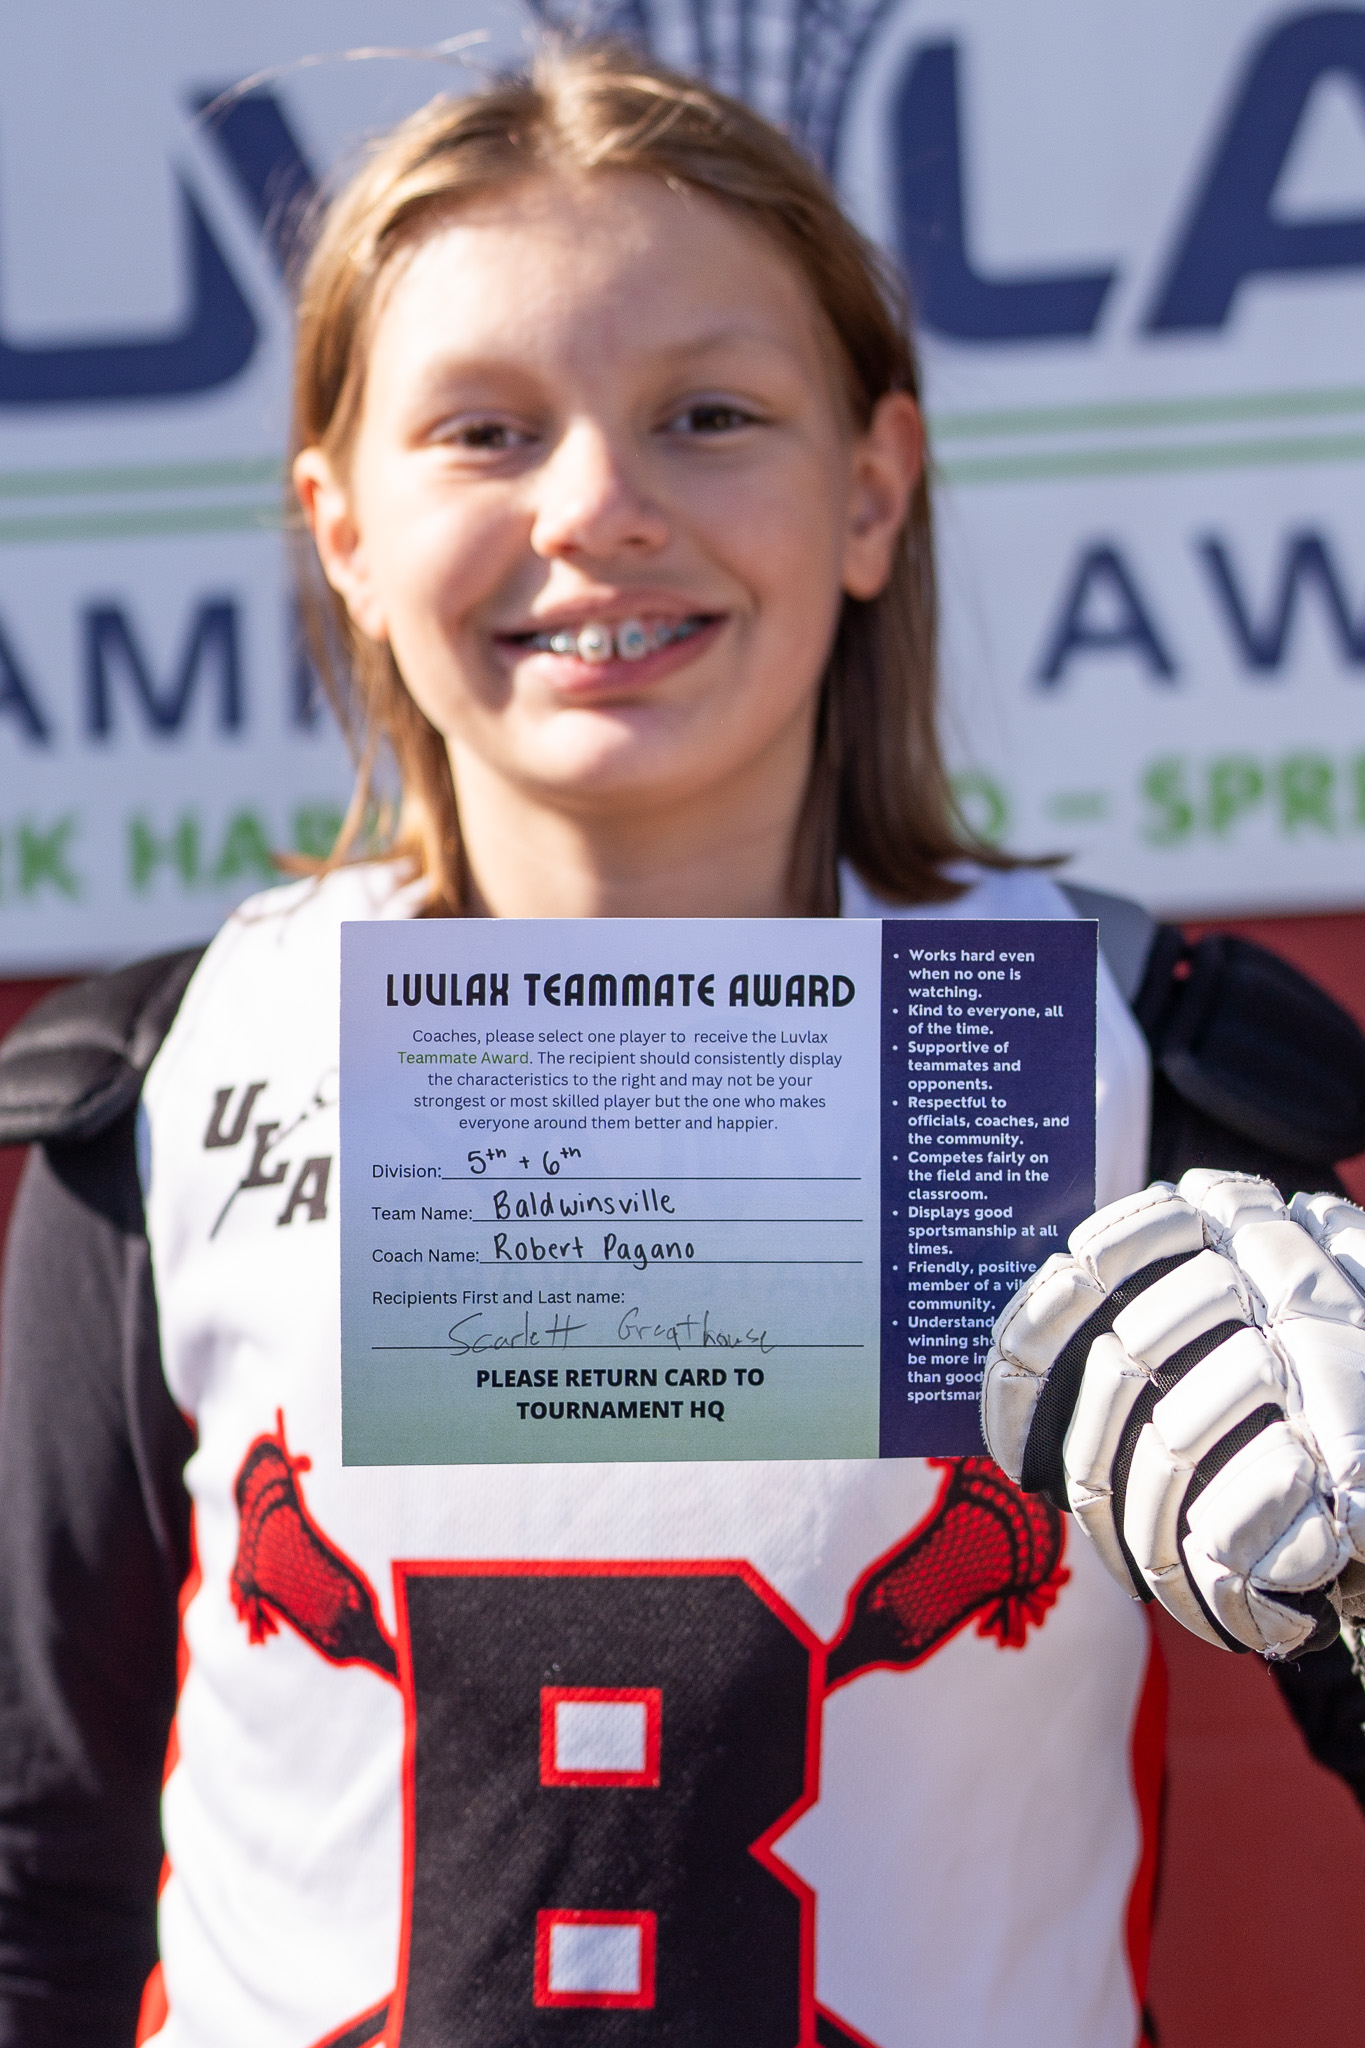 LUVLAX TEAMMATE AWARD
Coaches, please select one player to receive the Luvlax
Teammate Award. The recipient should consistently display
the characteristics to the right and may not be your
strongest or most skilled player but the one who makes
everyone around them better and happier.
Division: 5th + 6th
Team Name: Baldwinsville
Coach Name: Robert Pagano
Recipients First and Last name:
Scarlett Greathouse
PLEASE RETURN CARD TO
TOURNAMENT HQ
• Works hard even
when no one is
watching.
• Kind to everyone, all
of the time.
• Supportive of
teammates and
opponents.
• Respectful to
officials, coaches, and
the community.
• Competes fairly on
the field and in the
classroom.
• Displays good
sportsmanship at all
times.
• Friendly, positive
member of a
community.
• Understand
winning
be more
than good
B